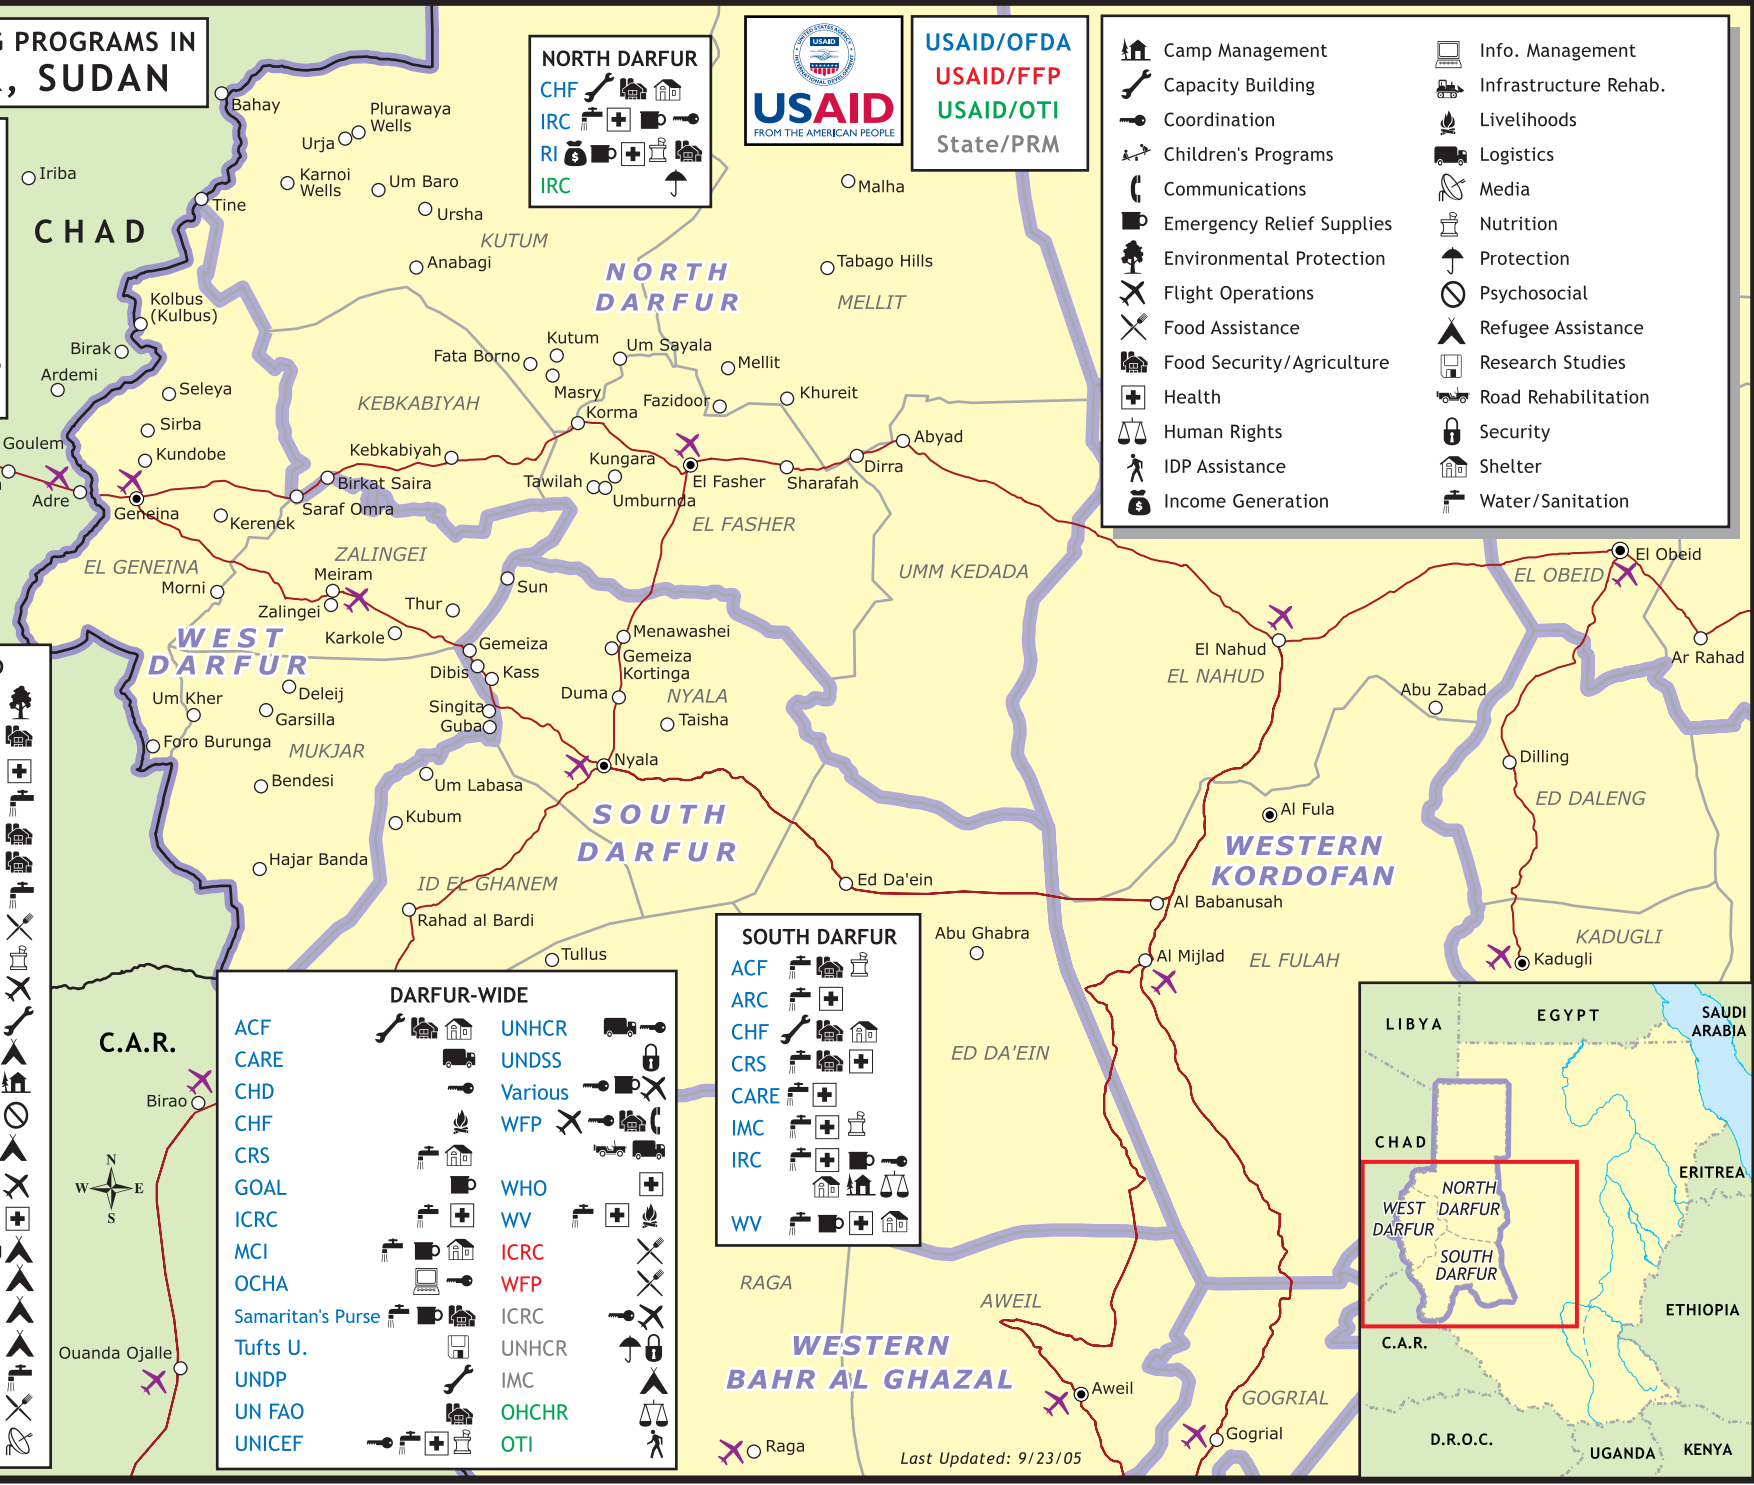 PROGRAMS IN
, SUDAN
NORTH DARFUR
CHF
IRC
RI
IRC
UNITED STATES AGENCY
USAID
INTERNATIONAL DEVELOPMENT
USAID
FROM THE AMERICAN PEOPLE
USAID/OFDA
USAID/FFP
USAID/OTI
State/PRM
Camp Management
Capacity Building
Coordination
Children's Programs
Communications
Emergency Relief Supplies
Environmental Protection
Flight Operations
Food Assistance
Food Security/Agriculture
Health
Human Rights
IDP Assistance
Income Generation
Info. Management
Infrastructure Rehab.
Livelihoods
Logistics
Media
Nutrition
Protection
Psychosocial
Refugee Assistance
Research Studies
Road Rehabilitation
Security
Shelter
Water/Sanitation
Bahay
Plurawaya
Wells
Urja
Iriba
Karnoi
Wells
Um Baro
Malha
Tine
Ursha
CHAD
KUTUM
Anabagi
Tabago Hills
NORTH
DARFUR
MELLIT
Kolbus
(Kulbus)
Birak
Kutum
Um Sayala
Fata Borno
Mellit
Ardemi
Seleya
Masry
Khureit
KEBKABIYAH
Fazidoor
Korma
Sirba
Goulem
Abyad
Kundobe
Kebkabiyah
Kungara
Dirra
Tawilah
El Fasher
Sharafah
Birkat Saira
Adre
Umburnda
Geneina
Saraf Omra
Kerenek
EL FASHER
ZALINGEI
El Obeid
EL GENEINA
UMM KEDADA
EL OBEID
Meiram
Morni
Sun
Zalingei
Thur
WEST
DARFUR
Karkole
Menawashei
Gemeiza
Gemeiza
Kortinga
El Nahud
Ar Rahad
Dibis
Kass
EL NAHUD
Um Kher
Deleij
Duma
NYALA
Abu Zabad
Singita
Garsilla
Taisha
Guba
Foro Burunga
MUKJAR
Nyala
Dilling
Bendesi
Um Labasa
ED DALENG
Kubum
SOUTH
DARFUR
Al Fula
WESTERN
KORDOFAN
Hajar Banda
ID EL GHANEM
Ed Da'ein
Rahad al Bardi
Al Babanusah
Abu Ghabra
KADUGLI
Tullus
Al Mijlad
EL FULAH
Kadugli
DARFUR-WIDE
ACF
CARE
CHD
CHF
CRS
GOAL
ICRC
MCI
OCHA
Samaritan's Purse
Tufts U.
UNDP
UN FAO
UNICEF
UNHCR
UNDSS
Various
WFP
WHO
WV
ICRC
WFP
ICRC
UNHCR
IMC
OHCHR
OTI
SOUTH DARFUR
ACF
ARC
CHF
CRS
CARE
IMC
IRC
WV
C.A.R.
ED DA'EIN
Birao
N
W E
S
RAGA
AWEIL
WESTERN
BAHR AL GHAZAL
Ouanda Ojalle
Aweil
GOGRIAL
Gogrial
Raga
Last Updated: 9/23/05
LIBYA
EGYPT
SAUDI
ARABIA
CHAD
ERITREA
NORTH
DARFUR
WEST
DARFUR
SOUTH
DARFUR
ETHIOPIA
C.A.R.
D.R.O.C.
UGANDA
KENYA